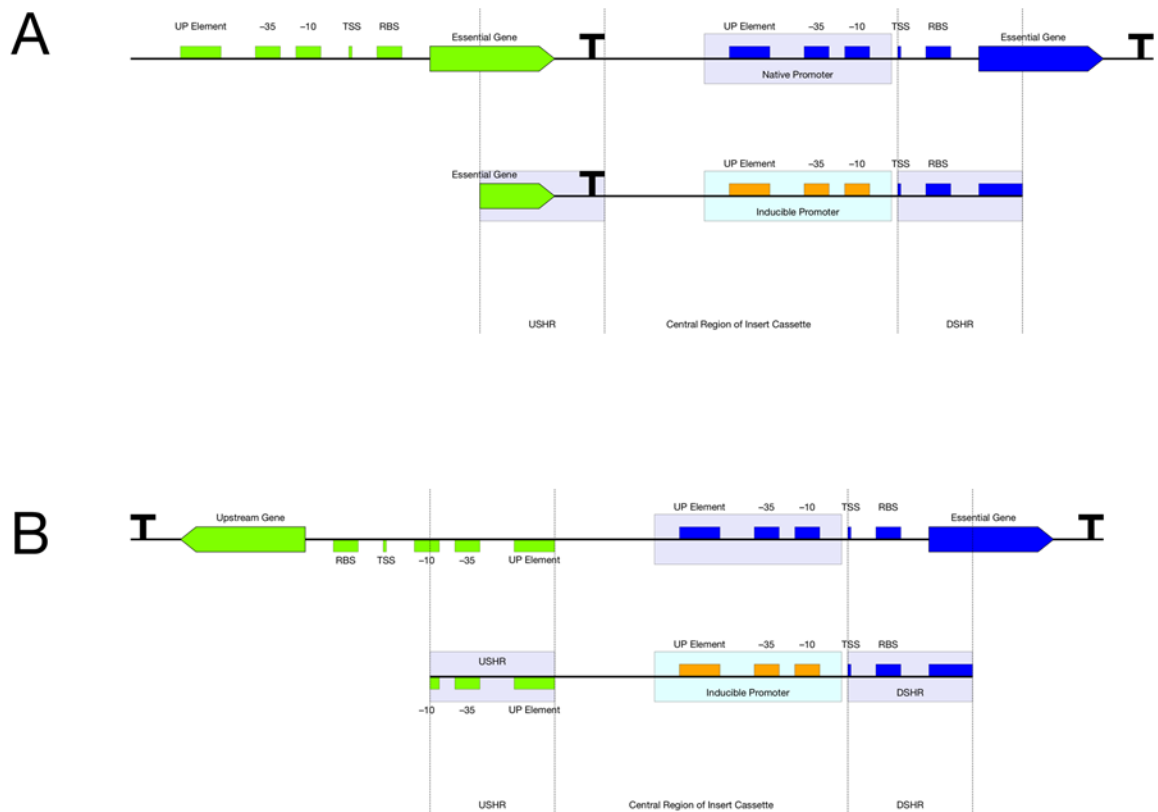 A
UP Element −35 −10 TSS RBS
Essential Gene
UP Element −35 −10 TSS RBS
Essential Gene
Native Promoter
Essential Gene
UP Element −35 −10 TSS RBS
Inducible Promoter
USHR Central Region of Insert Cassette DSHR
B
Upstream Gene
RBS TSS −10 −35 UP Element
UP Element −35 −10 TSS RBS
Essential Gene
USHR
−10 −35 UP Element
UP Element −35 −10 TSS RBS
Inducible Promoter
DSHR
USHR Central Region of Insert Cassette DSHR